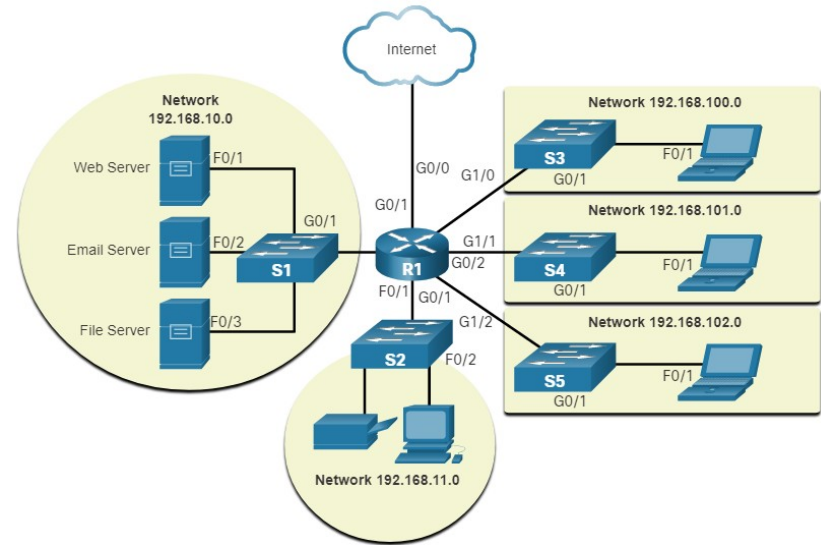 Internet
Network
192.168.10.0
Web Server
F0/1
Email Server
F0/2
File Server
F0/3
G0/1
S1
G0/0
G0/1
G1/0
R1
G1/1
G0/2
F0/1
G0/1
G1/2
S2
F0/2
Network 192.168.11.0
Network 192.168.100.0
S3
G0/1
F0/1
Network 192.168.101.0
S4
G0/1
F0/1
Network 192.168.102.0
S5
G0/1
F0/1